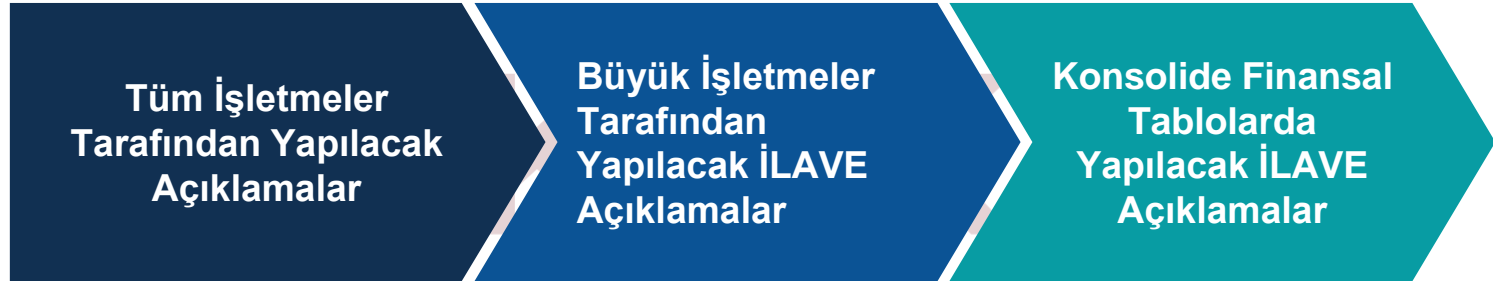 Tüm İşletmeler
Tarafından Yapılacak
Açıklamalar
Büyük İşletmeler
Tarafından
Yapılacak İLAVE
Açıklamalar
Konsolide Finansal
Tablolarda
Yapılacak İLAVE
Açıklamalar